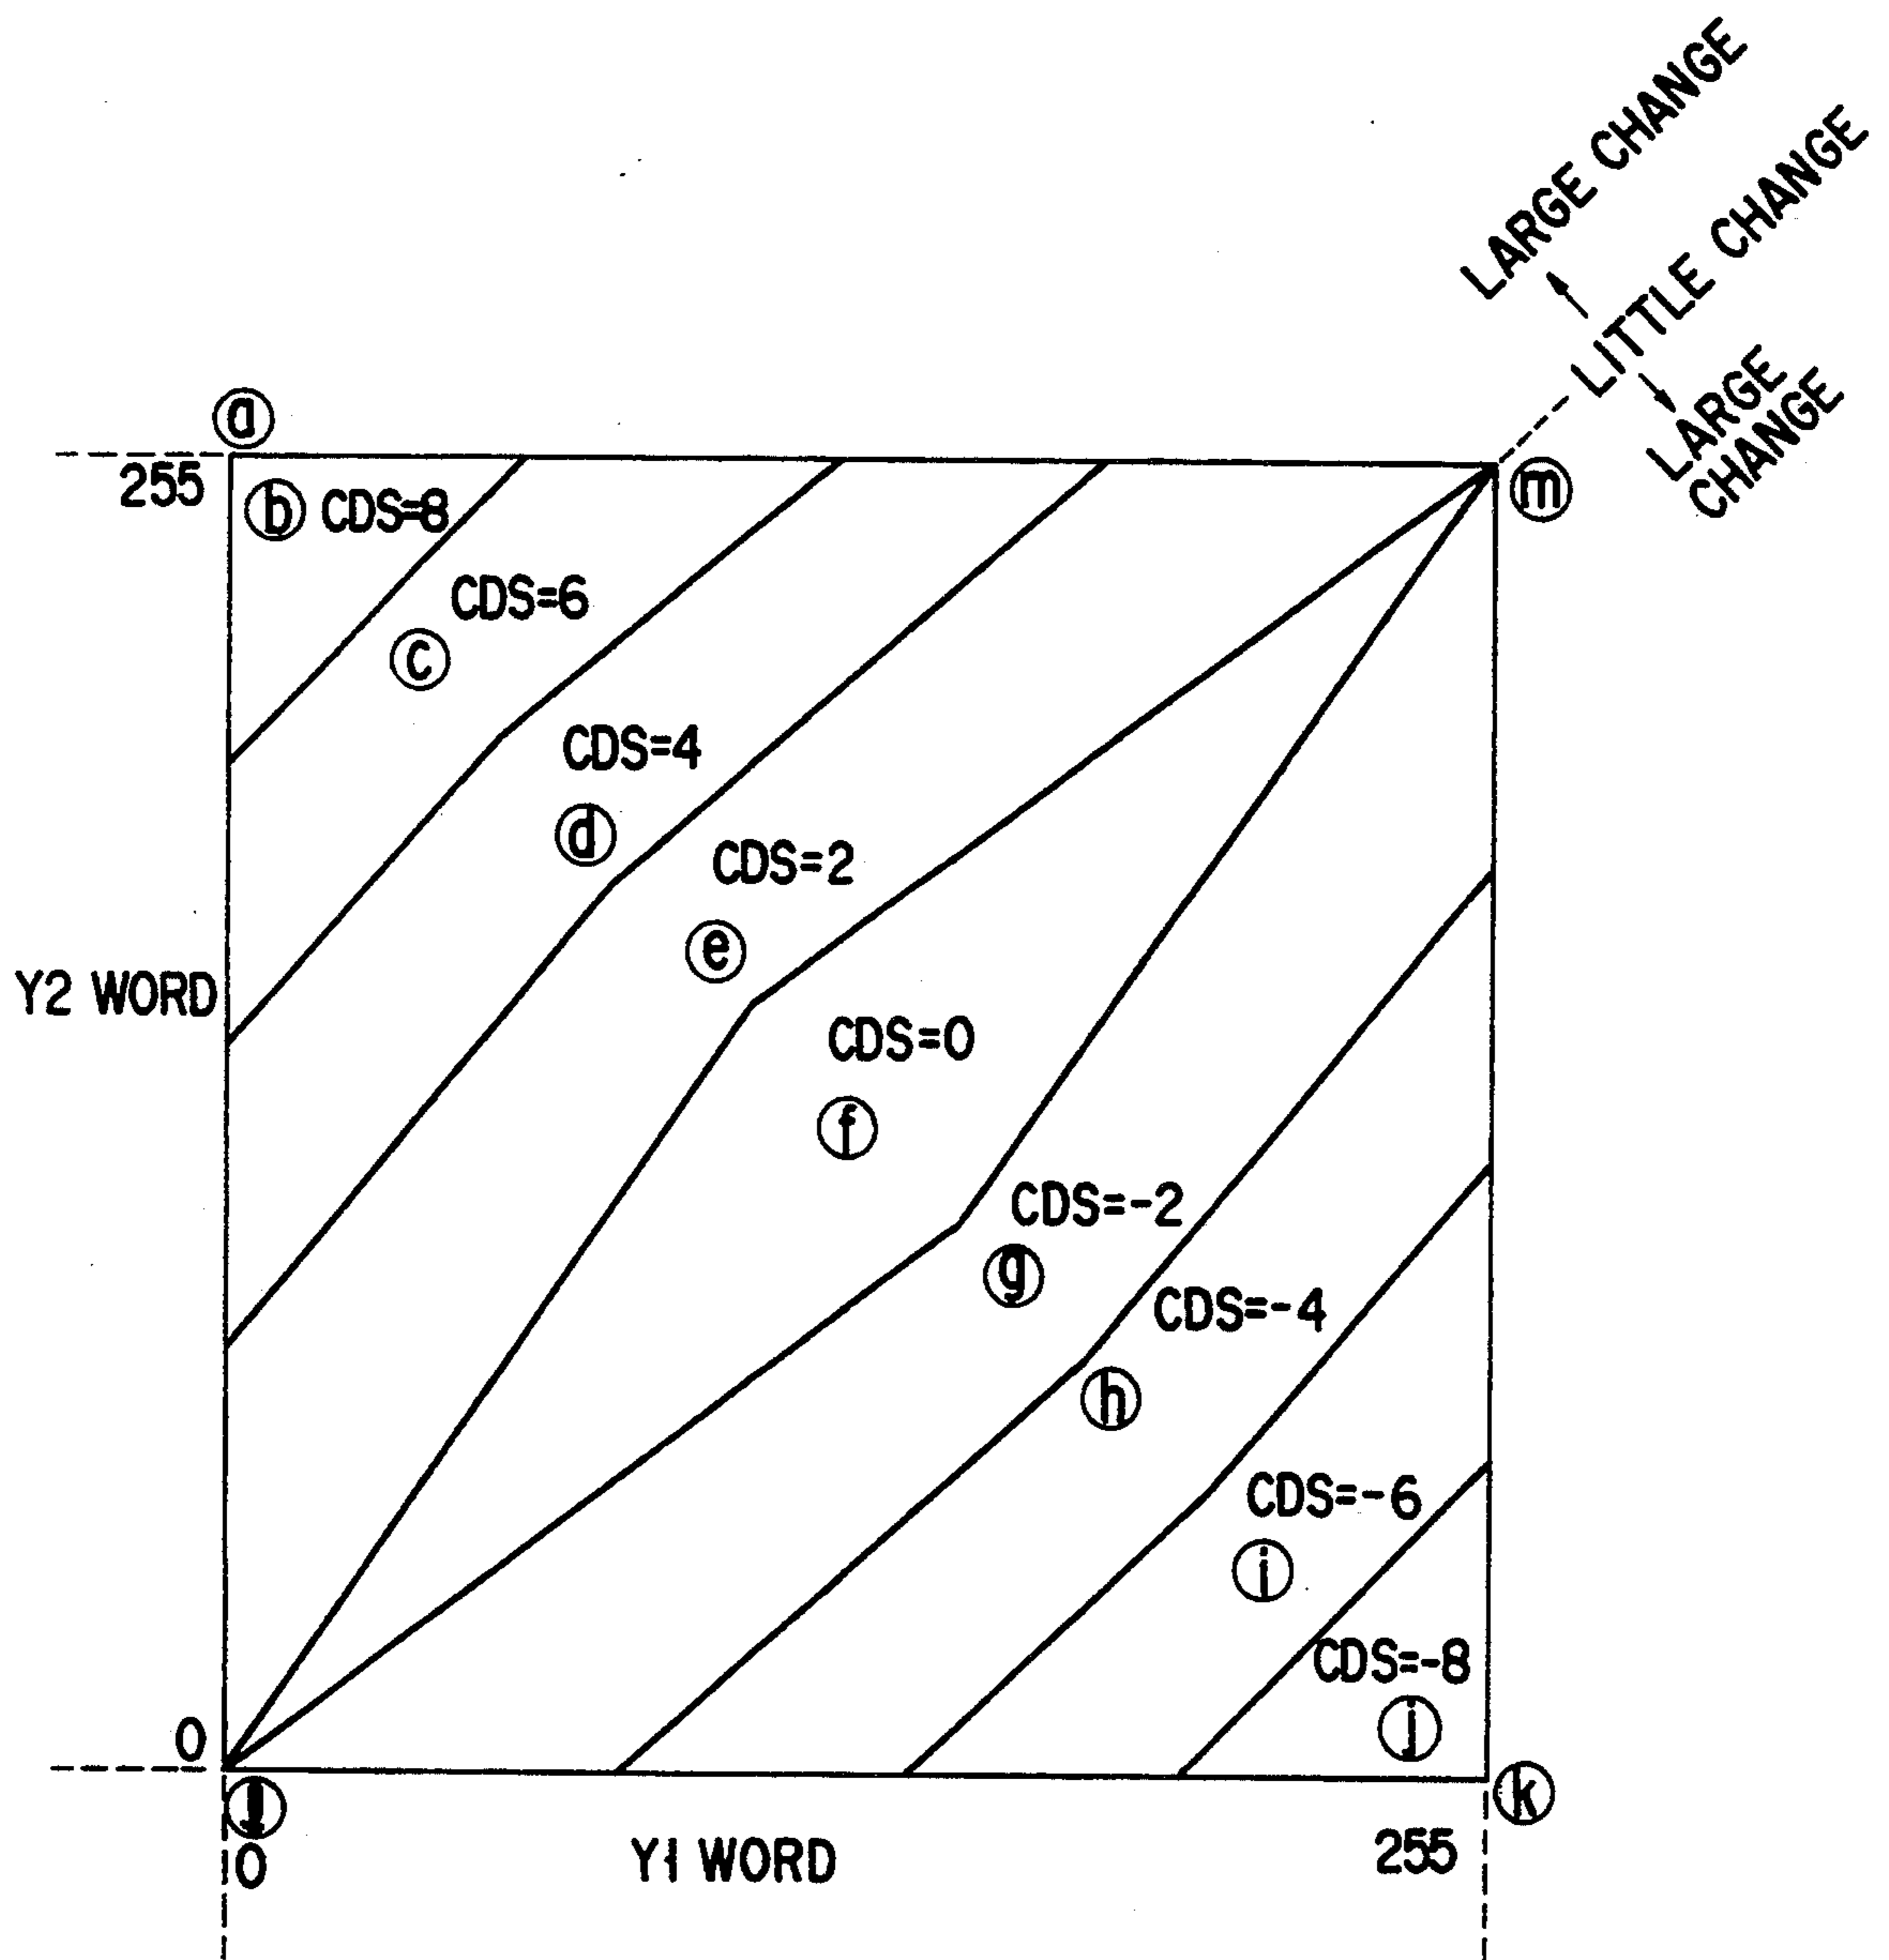 LARGE CHANGE
LITTLE CHANGE
LARGE
CHANGE
a
255
b CDS=8
m
CDS=6
c
CDS=4
d
CDS=2
e
Y2 WORD
CDS=0
f
CDS=-2
g
CDS=-4
h
CDS=-6
i
CDS=-8
j
0
k
0
Y1 WORD
255